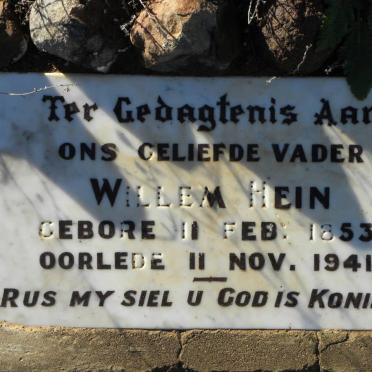 Ter Gedagtenis Aan
ONS GELIEFDE VADER
WILLEM HEIN
GEBORE 11 FEB. 1853
OORLEDE 11 NOV. 1941
RUS MY SIEL U GOD IS KONI